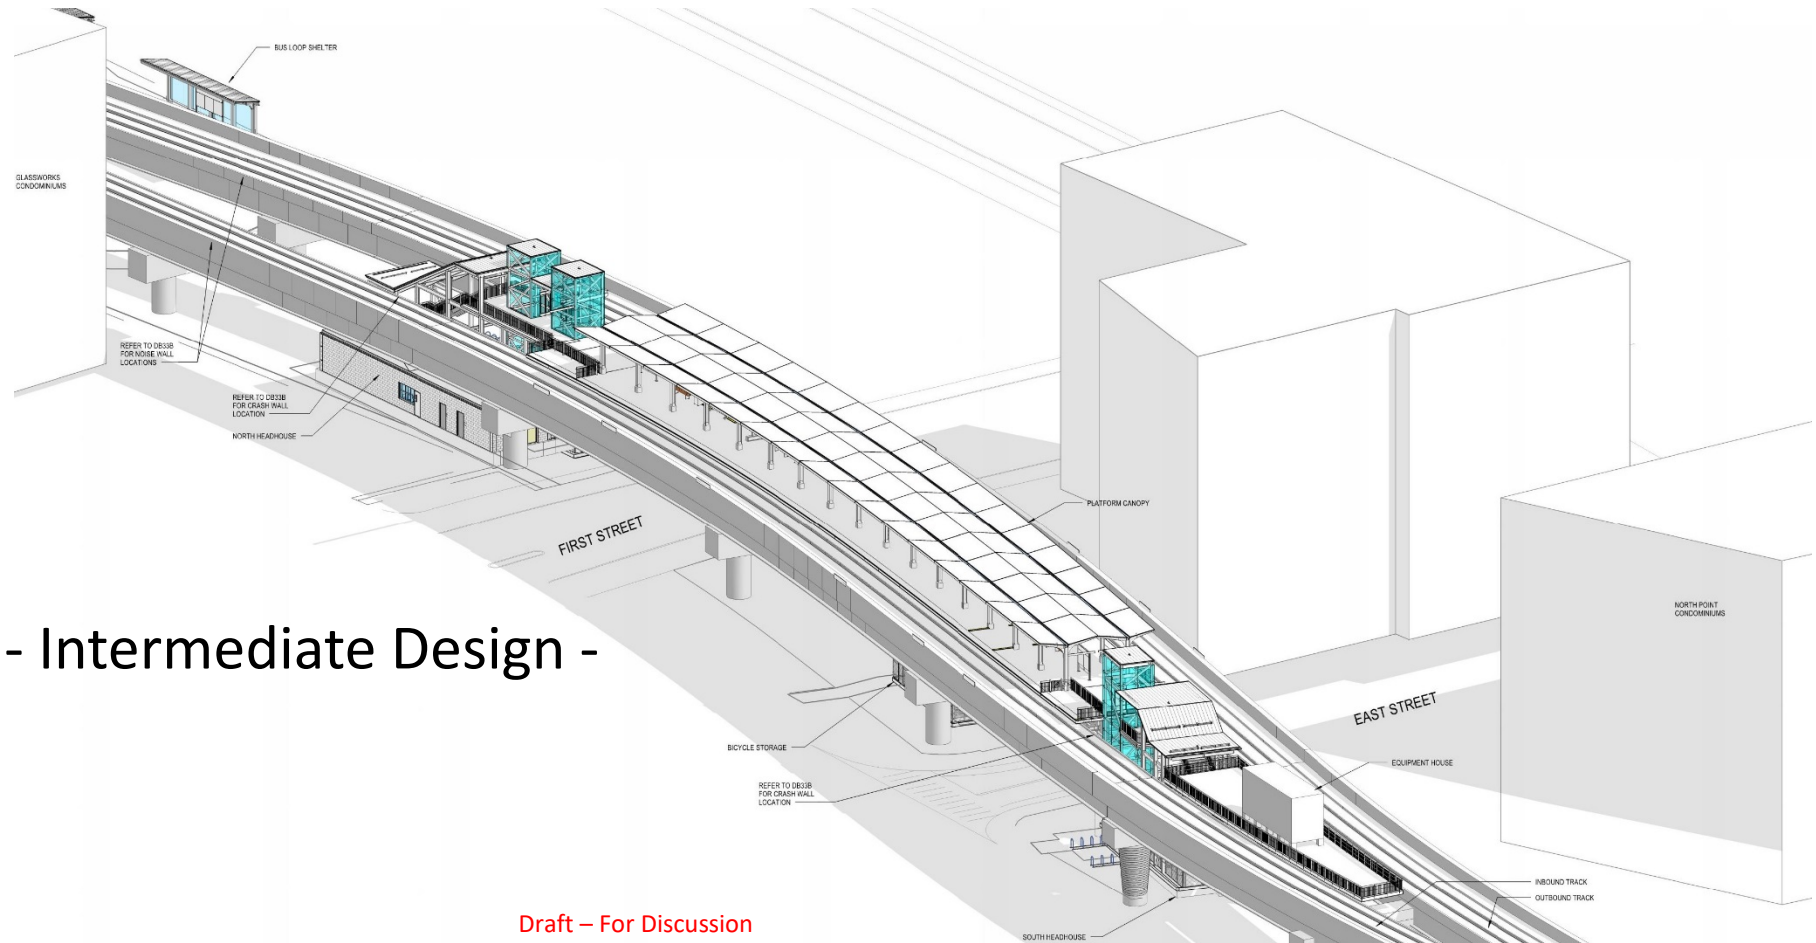 BUS LOOP SHELTER
GLASSWORKS
CONDOMINIUMS
REFER TO DB33B
FOR NOISE WALL
LOCATIONS
REFER TO DB33B
FOR CRASH WALL
LOCATION
NORTH HEADHOUSE
PLATFORM CANOPY
FIRST STREET
NORTH POINT
CONDOMINIUMS
- Intermediate Design -
EAST STREET
BICYCLE STORAGE
EQUIPMENT HOUSE
REFER TO DB33B
FOR CRASH WALL
LOCATION
INBOUND TRACK
OUTBOUND TRACK
Draft – For Discussion
SOUTH HEADHOUSE